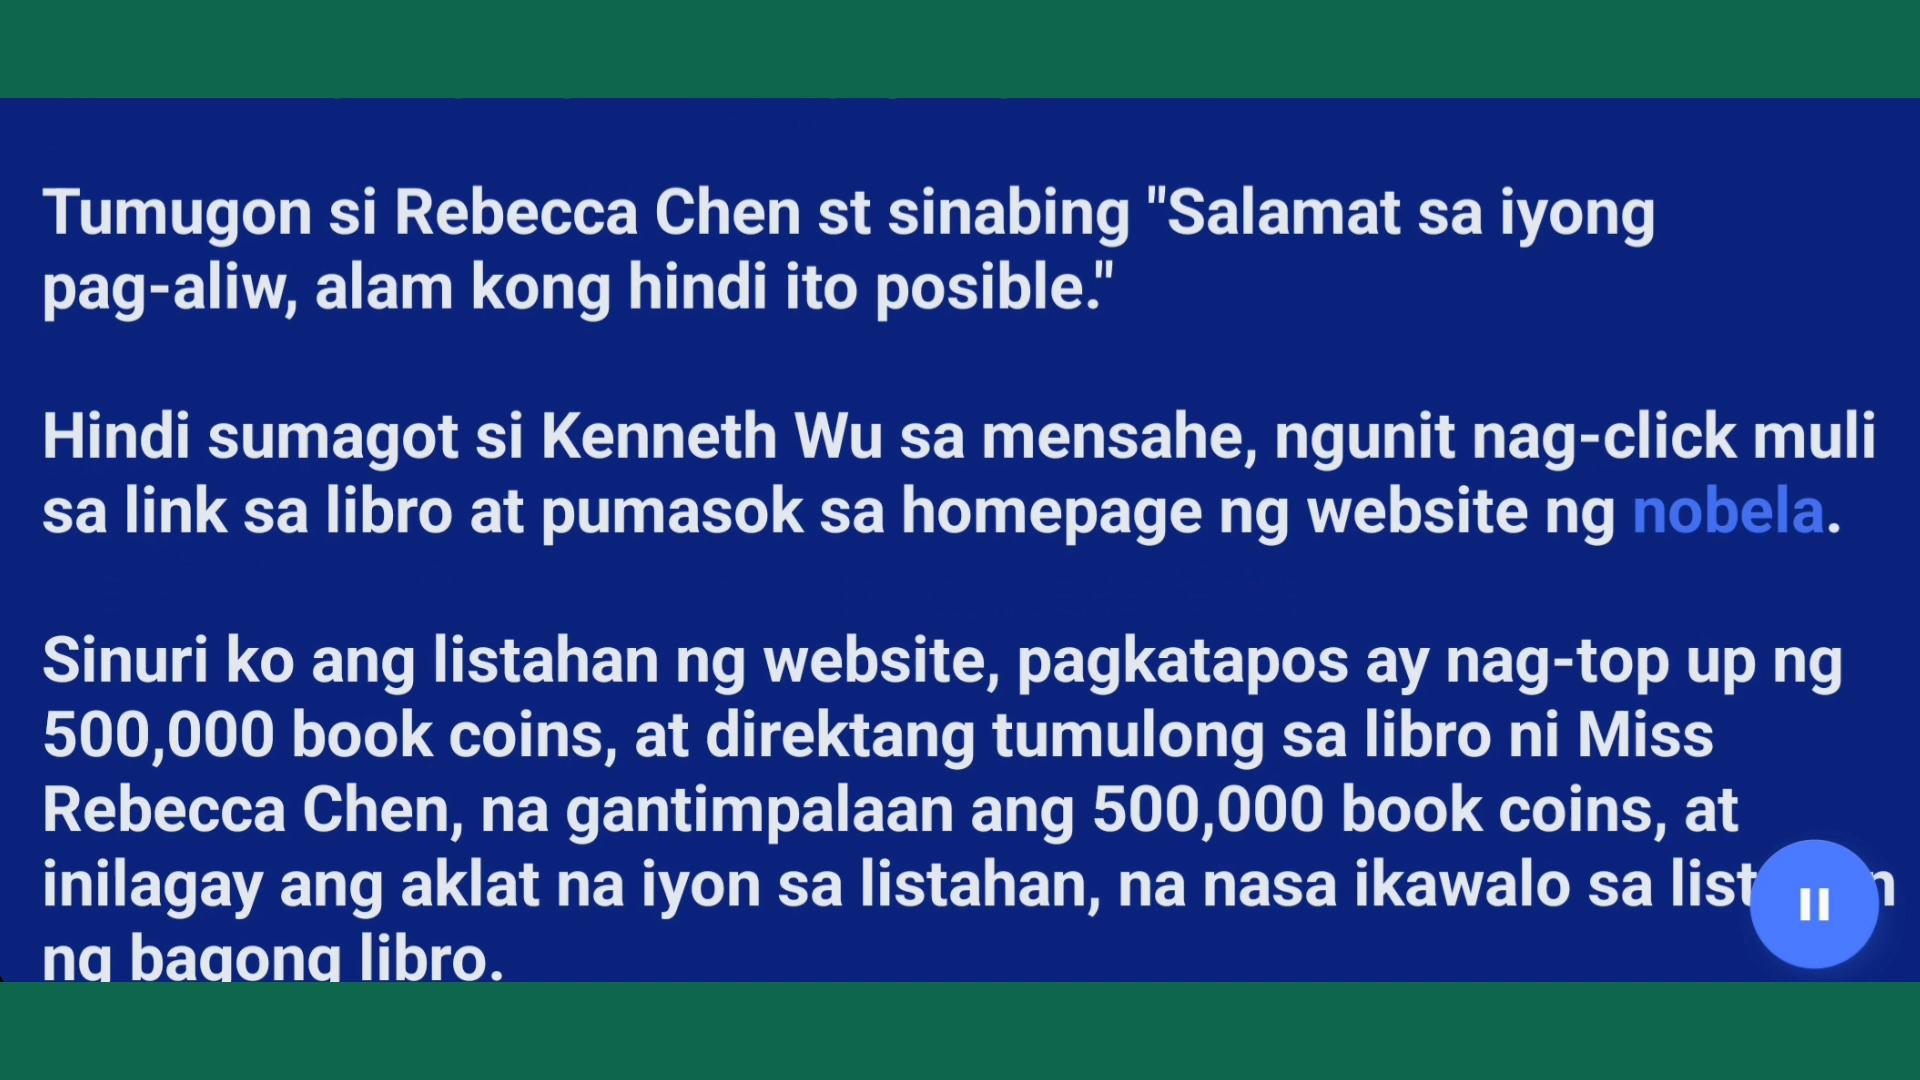 Tumugon si Rebecca Chen st sinabing "Salamat sa iyong
pag-aliw, alam kong hindi ito posible."
Hindi sumagot si Kenneth Wu sa mensahe, ngunit nag-click muli
sa link sa libro at pumasok sa homepage ng website ng nobela.
Sinuri ko ang listahan ng website, pagkatapos ay nag-top up ng
500,000 book coins, at direktang tumulong sa libro ni Miss
Rebecca Chen, na gantimpalaan ang 500,000 book coins, at
inilagay ang aklat na iyon sa listahan, na nasa ikawalo sa
ng bagong libro.